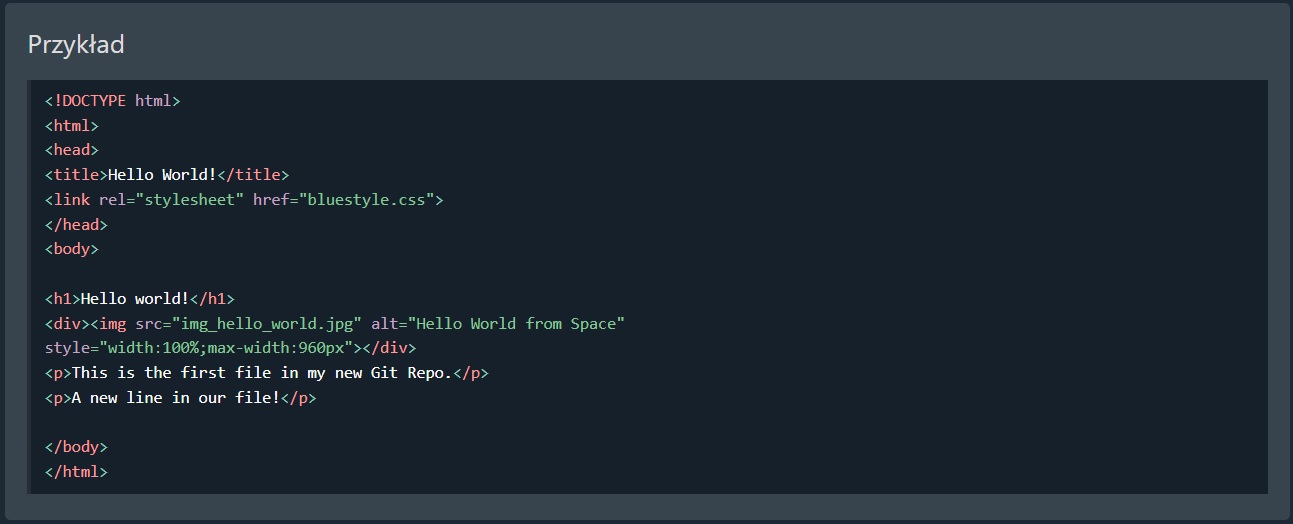 Przykład
<!DOCTYPE html>
<html>
<head>
<title>Hello World!</title>
<link rel="stylesheet" href="bluestyle.css">
</head>
<body>
<h1>Hello world!</h1>
<div><img src="img_hello_world.jpg" alt="Hello World from Space"
style="width:100%;max-width:960px"></div>
<p>This is the first file in my new Git Repo.</p>
<p>A new line in our file!</p>
</body>
</html>